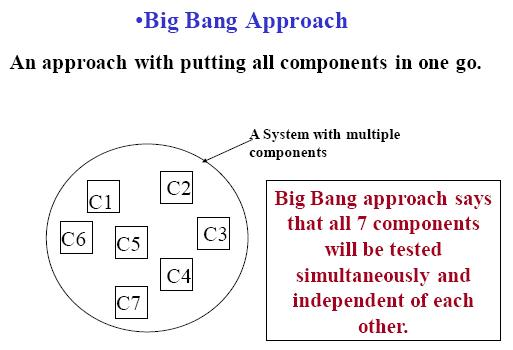 •Big Bang Approach
An approach with putting all components in one go.
A System with multiple
components
C1
C2
C6
C5
C3
C4
C7
Big Bang approach says
that all 7 components
will be tested
simultaneously and
independent of each
other.